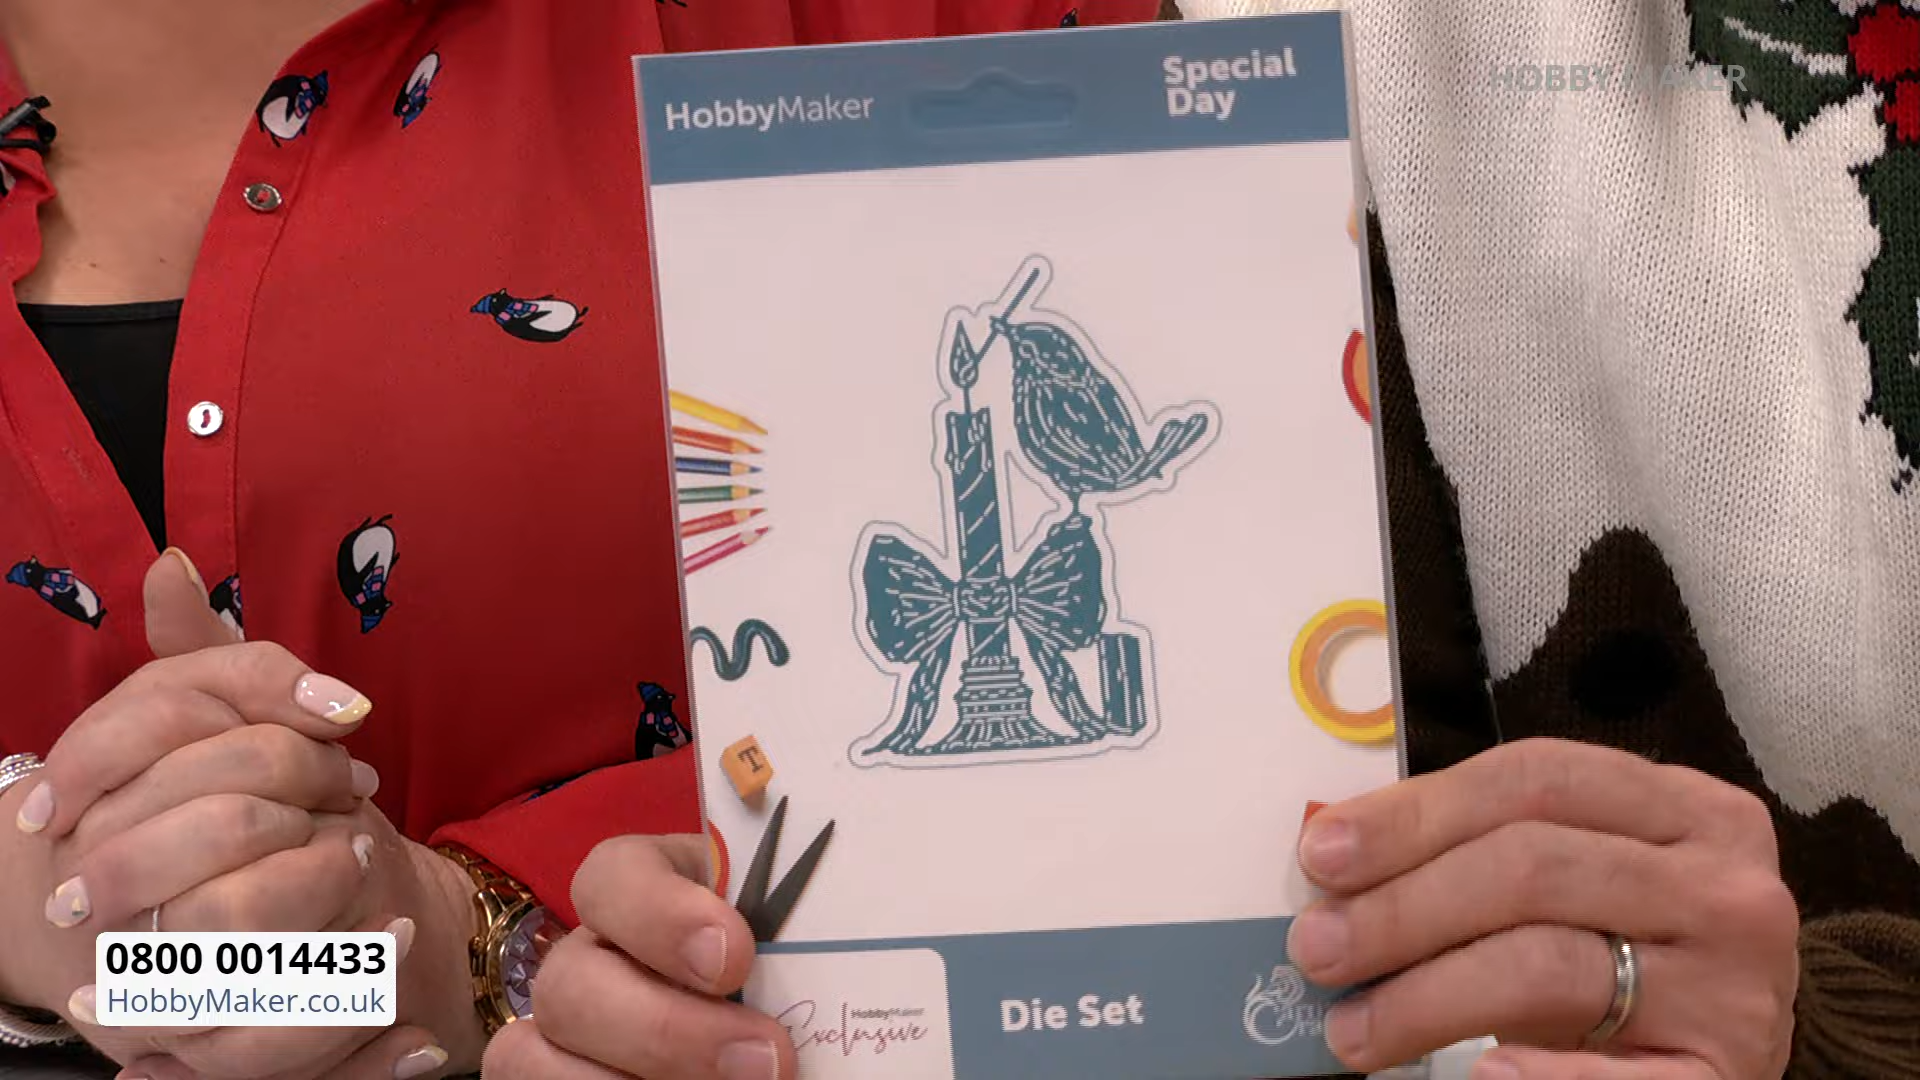 HobbyMaker
Special
Day
HOBBY MAKER
T
0800 0014433
HobbyMaker.co.uk
HobbyMaker
Exclusive
Die Set